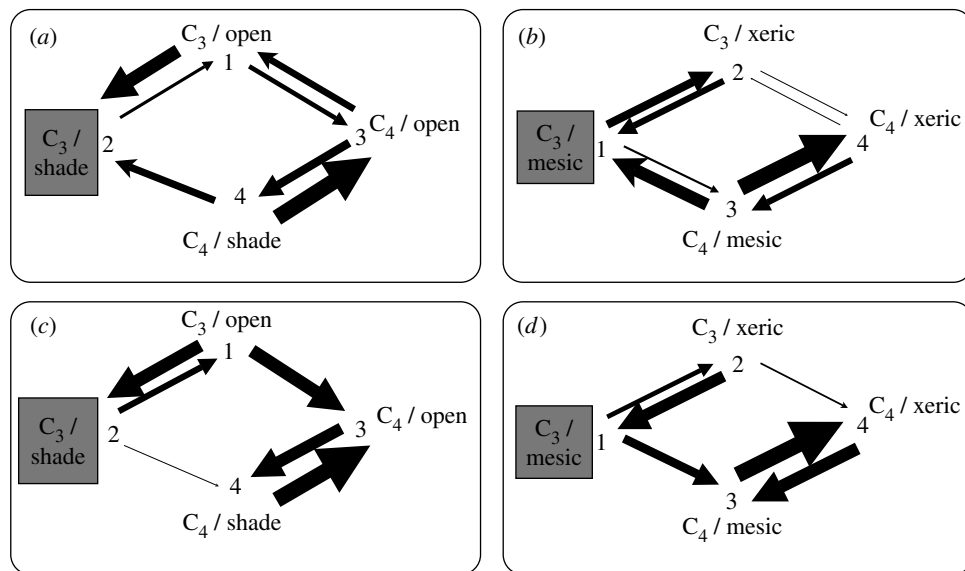 (a)
C3 / open
1
C3 /
shade
2
3
C4 / open
4
C4 / shade
(b)
C3 / xeric
2
C3 /
mesic
1
C4 / xeric
4
3
C4 / mesic
(c)
C3 / open
1
C3 /
shade
2
3
C4 / open
4
C4 / shade
(d)
C3 / xeric
2
C3 /
mesic
1
C4 / xeric
4
3
C4 / mesic